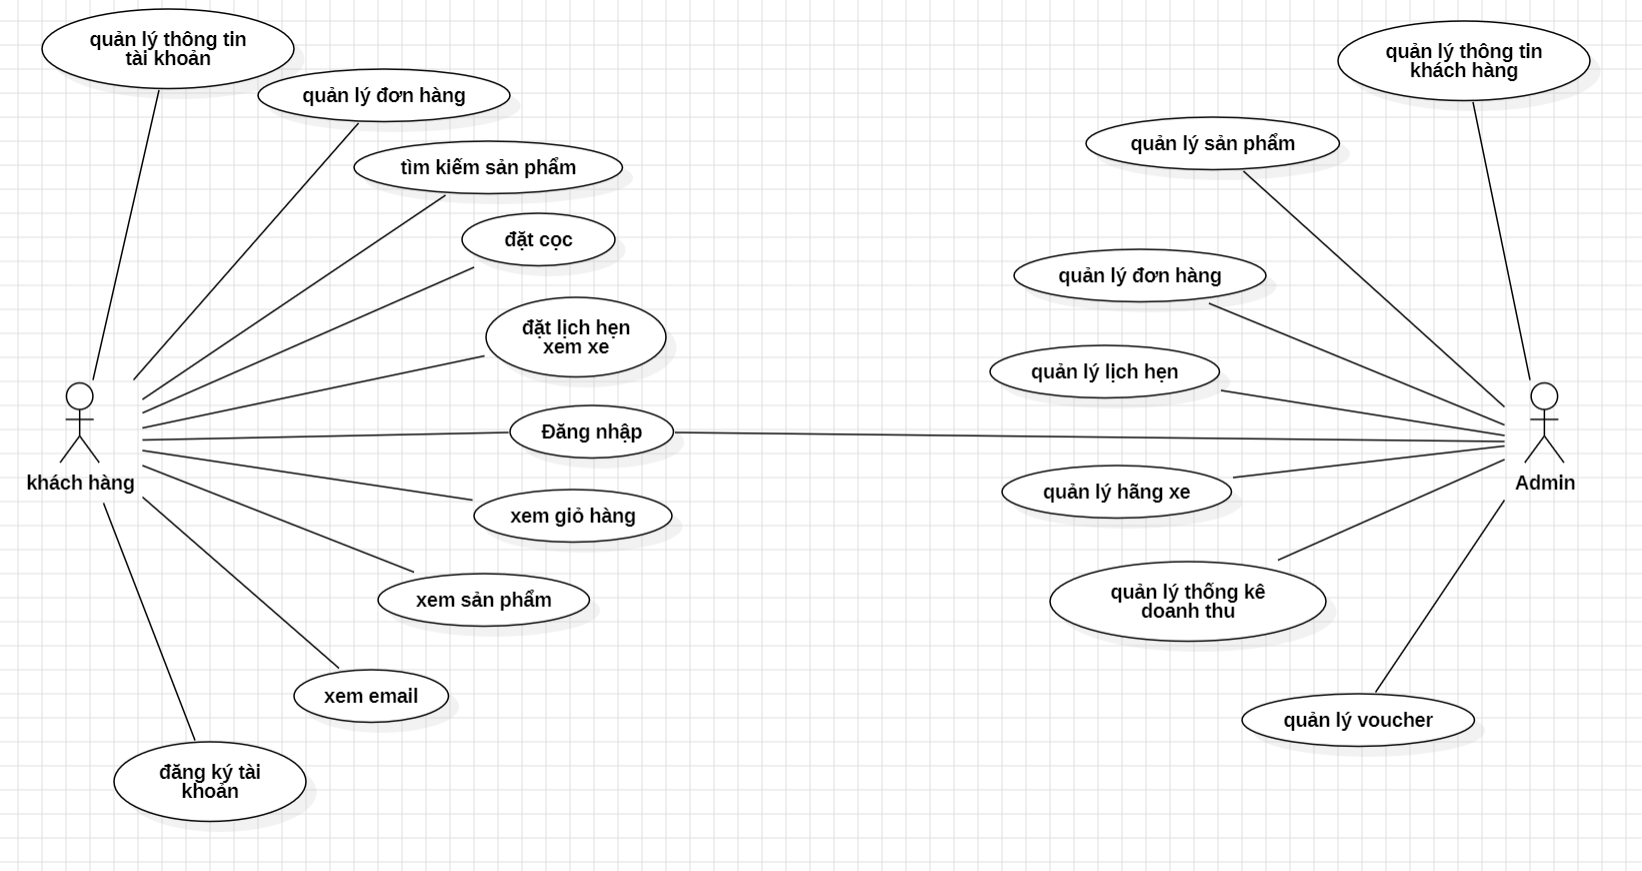 quản lý thông tin
tài khoản
quản lý đơn hàng
tìm kiếm sản phẩm
đặt cọc
đặt lịch hẹn
xem xe
Đăng nhập
xem giỏ hàng
xem sản phẩm
xem email
đăng ký tài
khoản
khách hàng
quản lý thông tin
khách hàng
quản lý sản phẩm
quản lý đơn hàng
quản lý lịch hẹn
quản lý hãng xe
quản lý thống kê
doanh thu
quản lý voucher
Admin